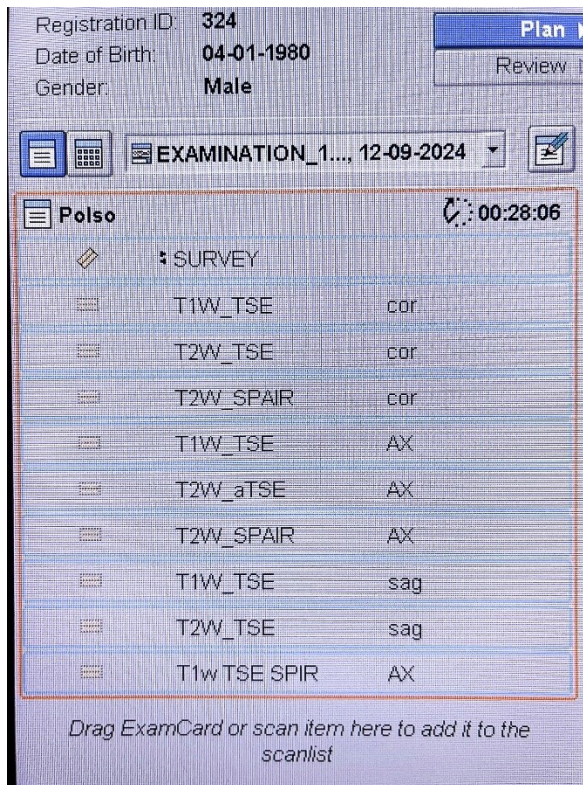 Registration ID: 324
Plan
Date of Birth: 04-01-1980
Review
Gender: Male
EXAMINATION_1..., 12-09-2024
Polso 00:28:06
SURVEY
T1W_TSE cor
T2W_TSE cor
T2W_SPAIR cor
T1W_TSE AX
T2W_aTSE AX
T2W_SPAIR AX
T1W_TSE sag
T2W_TSE sag
T1w TSE SPIR AX
Drag ExamCard or scan item here to add it to the
scanlist